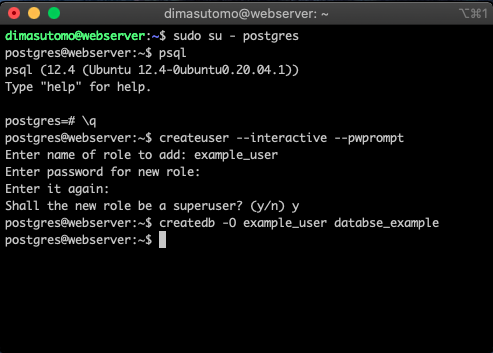 dimasutomo@webserver: ~
⌥⌘1
dimasutomo@webserver:~$ sudo su - postgres
postgres@webserver:~$ psql
psql (12.4 (Ubuntu 12.4-0ubuntu0.20.04.1))
Type "help" for help.
postgres=# \q
postgres@webserver:~$ createuser --interactive --pwprompt
Enter name of role to add: example_user
Enter password for new role:
Enter it again:
Shall the new role be a superuser? (y/n) y
postgres@webserver:~$ createdb -O example_user databse_example
postgres@webserver:~$